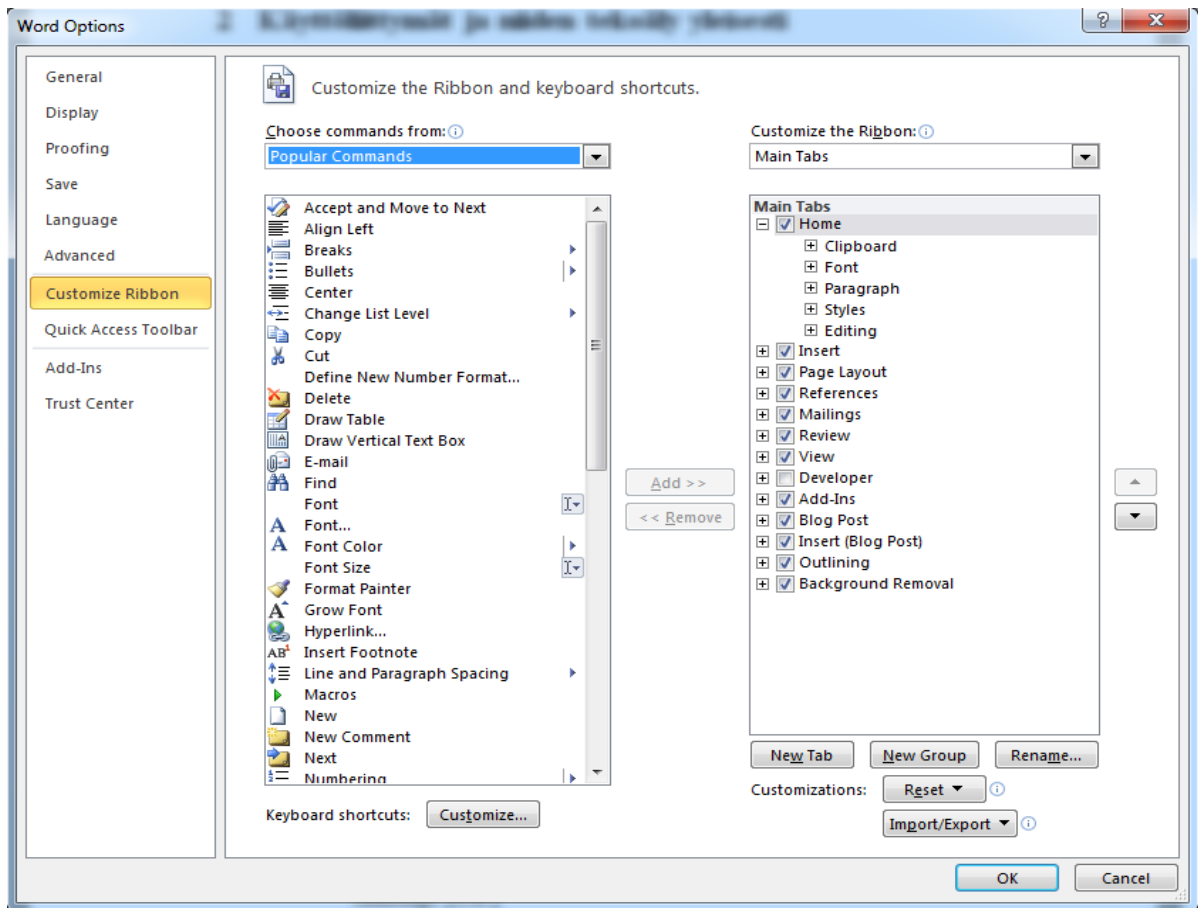 Word Options
2 Käyttöliittymät ja niiden tekoäly yleisesti
General
Display
Proofing
Save
Language
Advanced
Customize Ribbon
Quick Access Toolbar
Add-Ins
Trust Center
Customize the Ribbon and keyboard shortcuts.
Choose commands from:
Popular Commands
Accept and Move to Next
Align Left
Breaks
Bullets
Center
Change List Level
Copy
Cut
Define New Number Format...
Delete
Draw Table
Draw Vertical Text Box
E-mail
Find
Font
Font...
Font Color
Font Size
Format Painter
Grow Font
Hyperlink...
Insert Footnote
Line and Paragraph Spacing
Macros
New
New Comment
Next
Numbering
Keyboard shortcuts: Customize...
Add >>
<< Remove
Customize the Ribbon:
Main Tabs
Main Tabs
Home
Clipboard
Font
Paragraph
Styles
Editing
Insert
Page Layout
References
Mailings
Review
View
Developer
Add-Ins
Blog Post
Insert (Blog Post)
Outlining
Background Removal
New Tab New Group Rename...
Customizations: Reset
Import/Export
OK Cancel